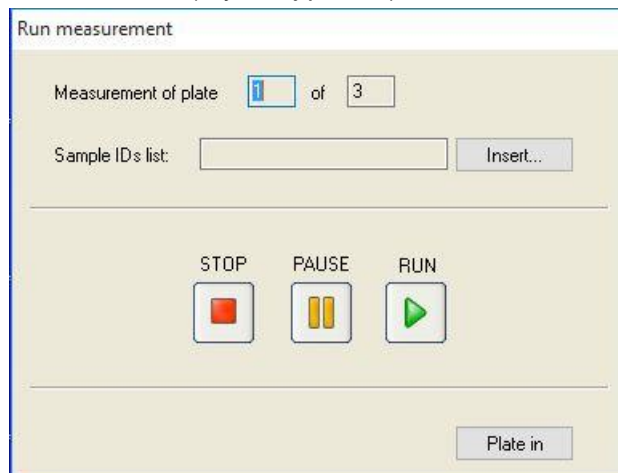 Run measurement
Measurement of plate 1 of 3
Sample IDs list: Insert...
STOP PAUSE RUN
Plate in